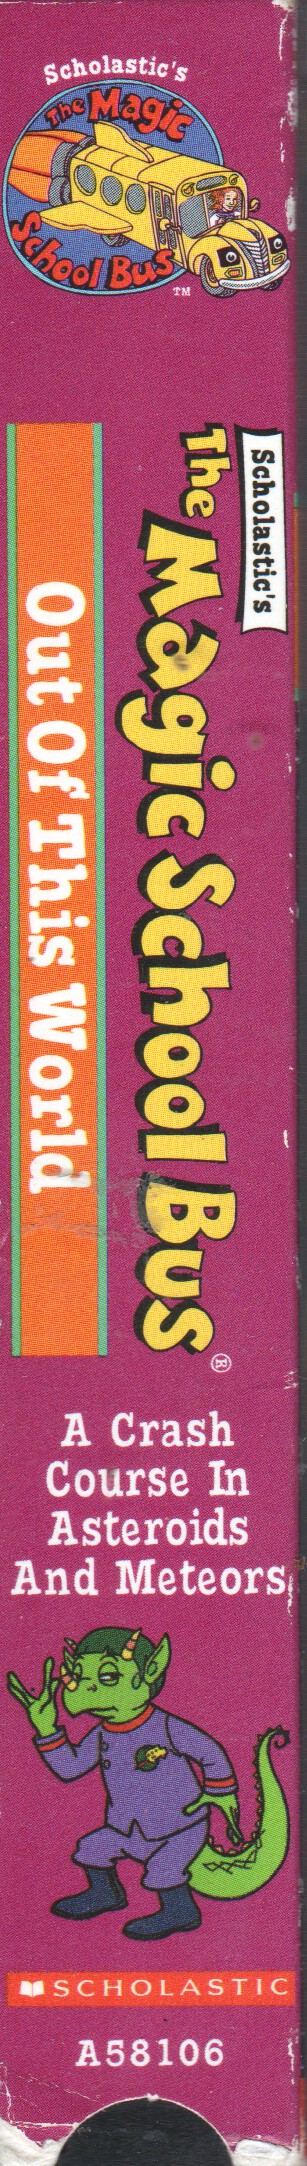 Scholastic's
The Magic
School Bus
TM
Scholastic's
The Magic School Bus®
Out Of This World
A Crash
Course In
Asteroids
And Meteors
SCHOLASTIC
A58106